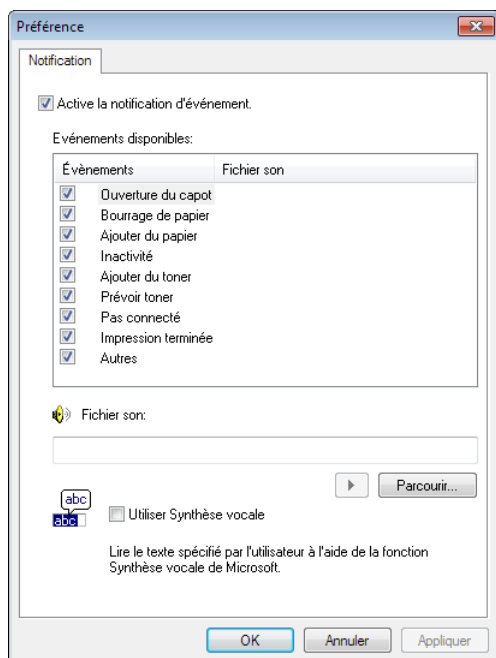 Préférence
Notification
Active la notification d'événement.
Evénements disponibles:
Évènements Fichier son
Ouverture du capot
Bourrage de papier
Ajouter du papier
Inactivité
Ajouter du toner
Prévoir toner
Pas connecté
Impression terminée
Autres
Fichier son:
Parcourir...
abc
abc
Utiliser Synthèse vocale
Lire le texte spécifié par l'utilisateur à l'aide de la fonction
Synthèse vocale de Microsoft.
OK Annuler Appliquer